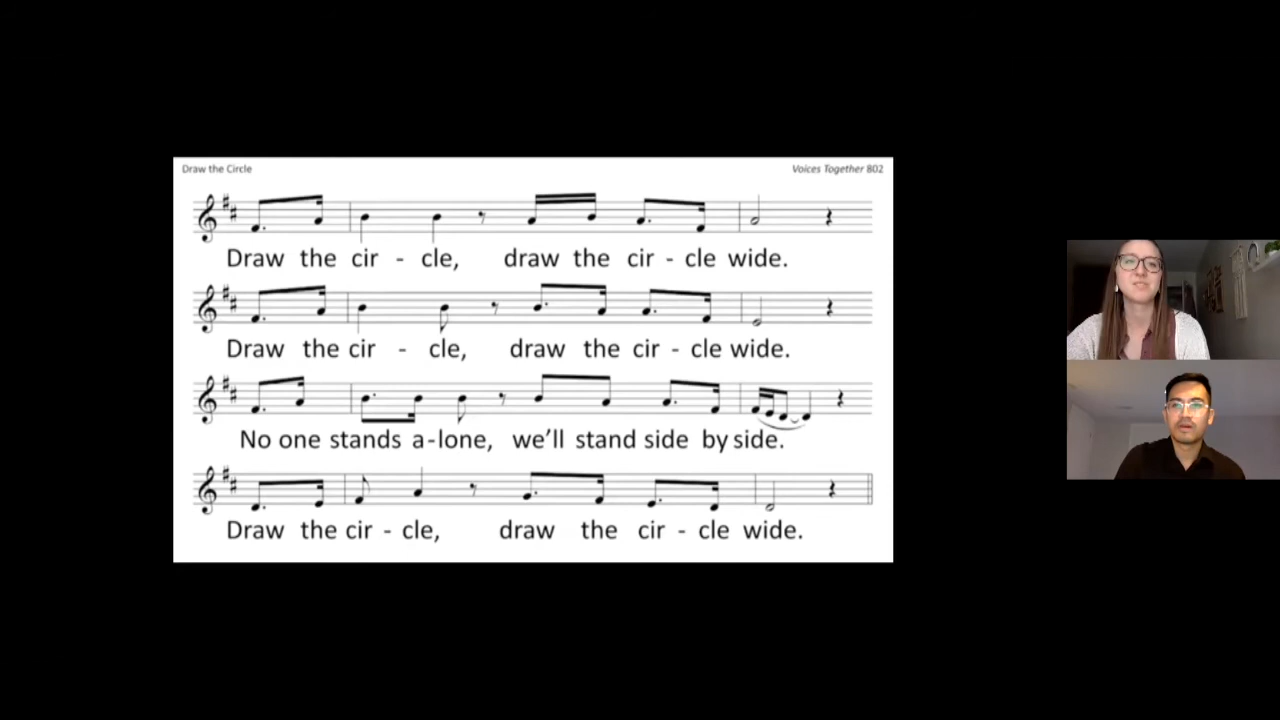 Draw the Circle Voices Together 802
Draw the cir - cle, draw the cir - cle wide.
Draw the cir - cle, draw the cir - cle wide.
No one stands a-lone, we'll stand side by side.
Draw the cir - cle, draw the cir - cle wide.